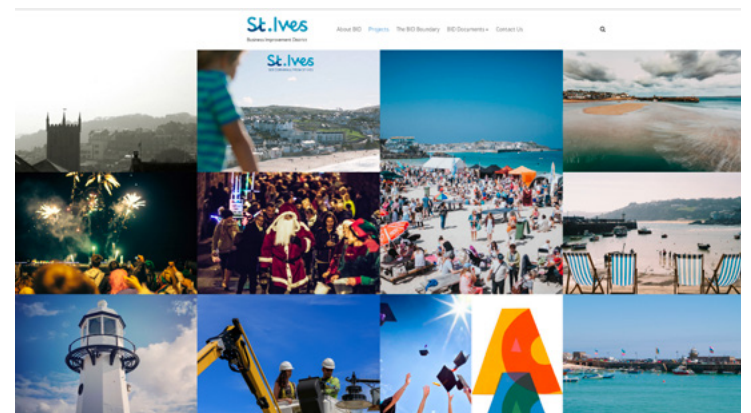 St.Ives
Business Improvement District
About BID Projects The BID Boundary BID Documents Contact Us
St.Ives